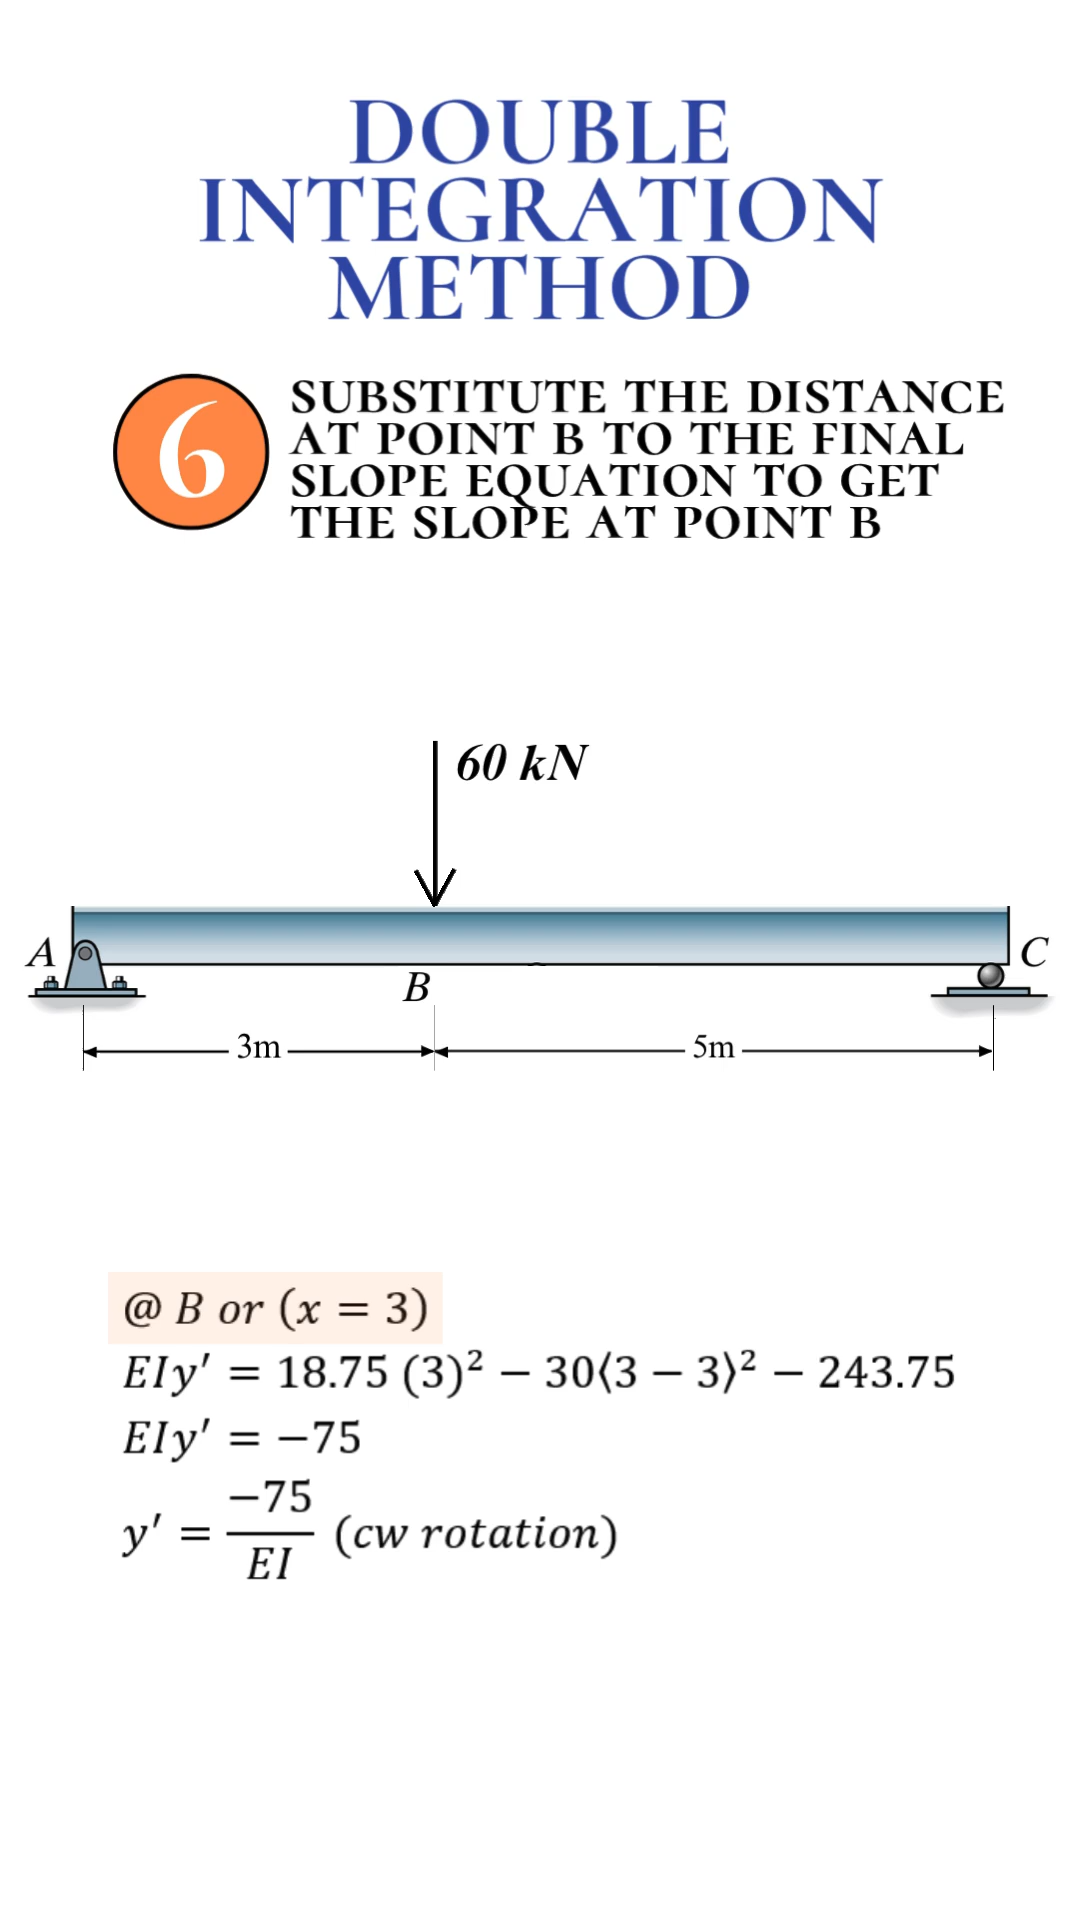 DOUBLE
INTEGRATION
METHOD
6
SUBSTITUTE THE DISTANCE
AT POINT B TO THE FINAL
SLOPE EQUATION TO GET
THE SLOPE AT POINT B
60 kN
A
C
B
3m
5m
@ B or (x = 3)
EIy′ = 18.75 (3)² − 30⟨3 − 3⟩² − 243.75
EIy′ = −75
y′ = −75/EI (cw rotation)